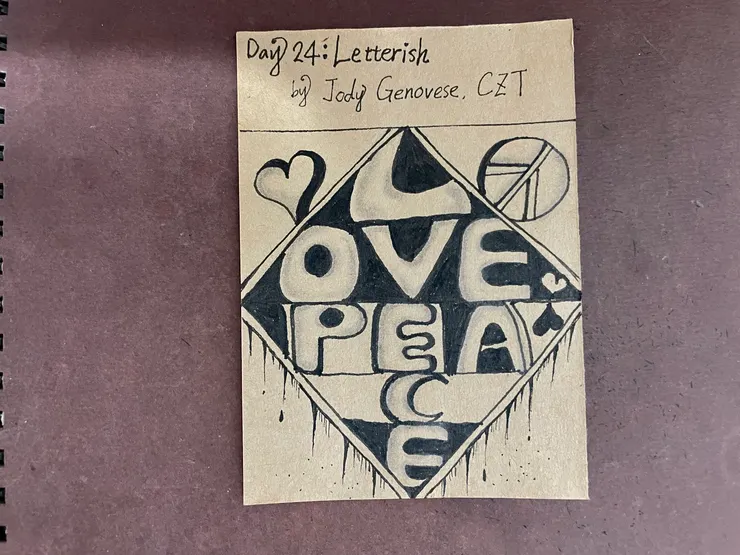 Day 24: Letterish
by Jody Genovese, CZT
L
OVE
PEA
C
E